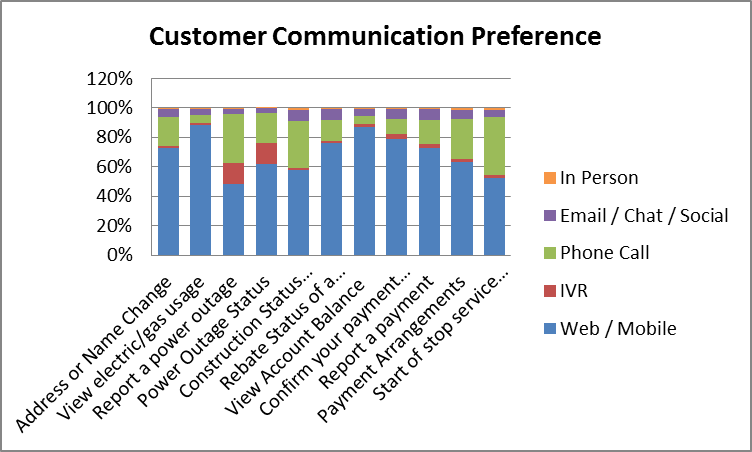 Customer Communication Preference
120%
100%
80%
60%
40%
20%
0%
Address or Name Change
View electric/gas usage
Report a power outage
Power Outage Status
Construction Status...
Rebate Status of a...
View Account Balance
Confirm your payment...
Report a payment
Payment Arrangements
Start of stop service...
In Person
Email / Chat / Social
Phone Call
IVR
Web / Mobile